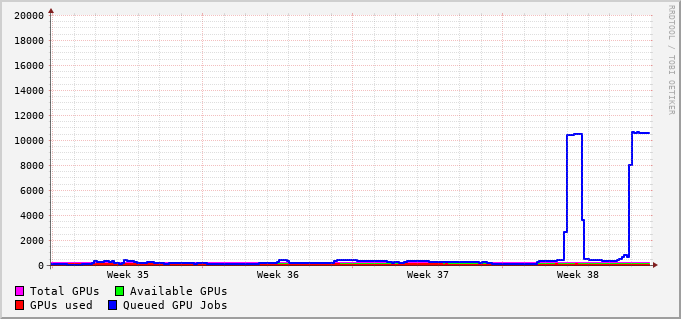 20000
18000
16000
14000
12000
10000
8000
6000
4000
2000
0
Week 35 Week 36 Week 37 Week 38
Total GPUs Available GPUs
GPUs used Queued GPU Jobs
RRDTOOL / TOBI OETIKER